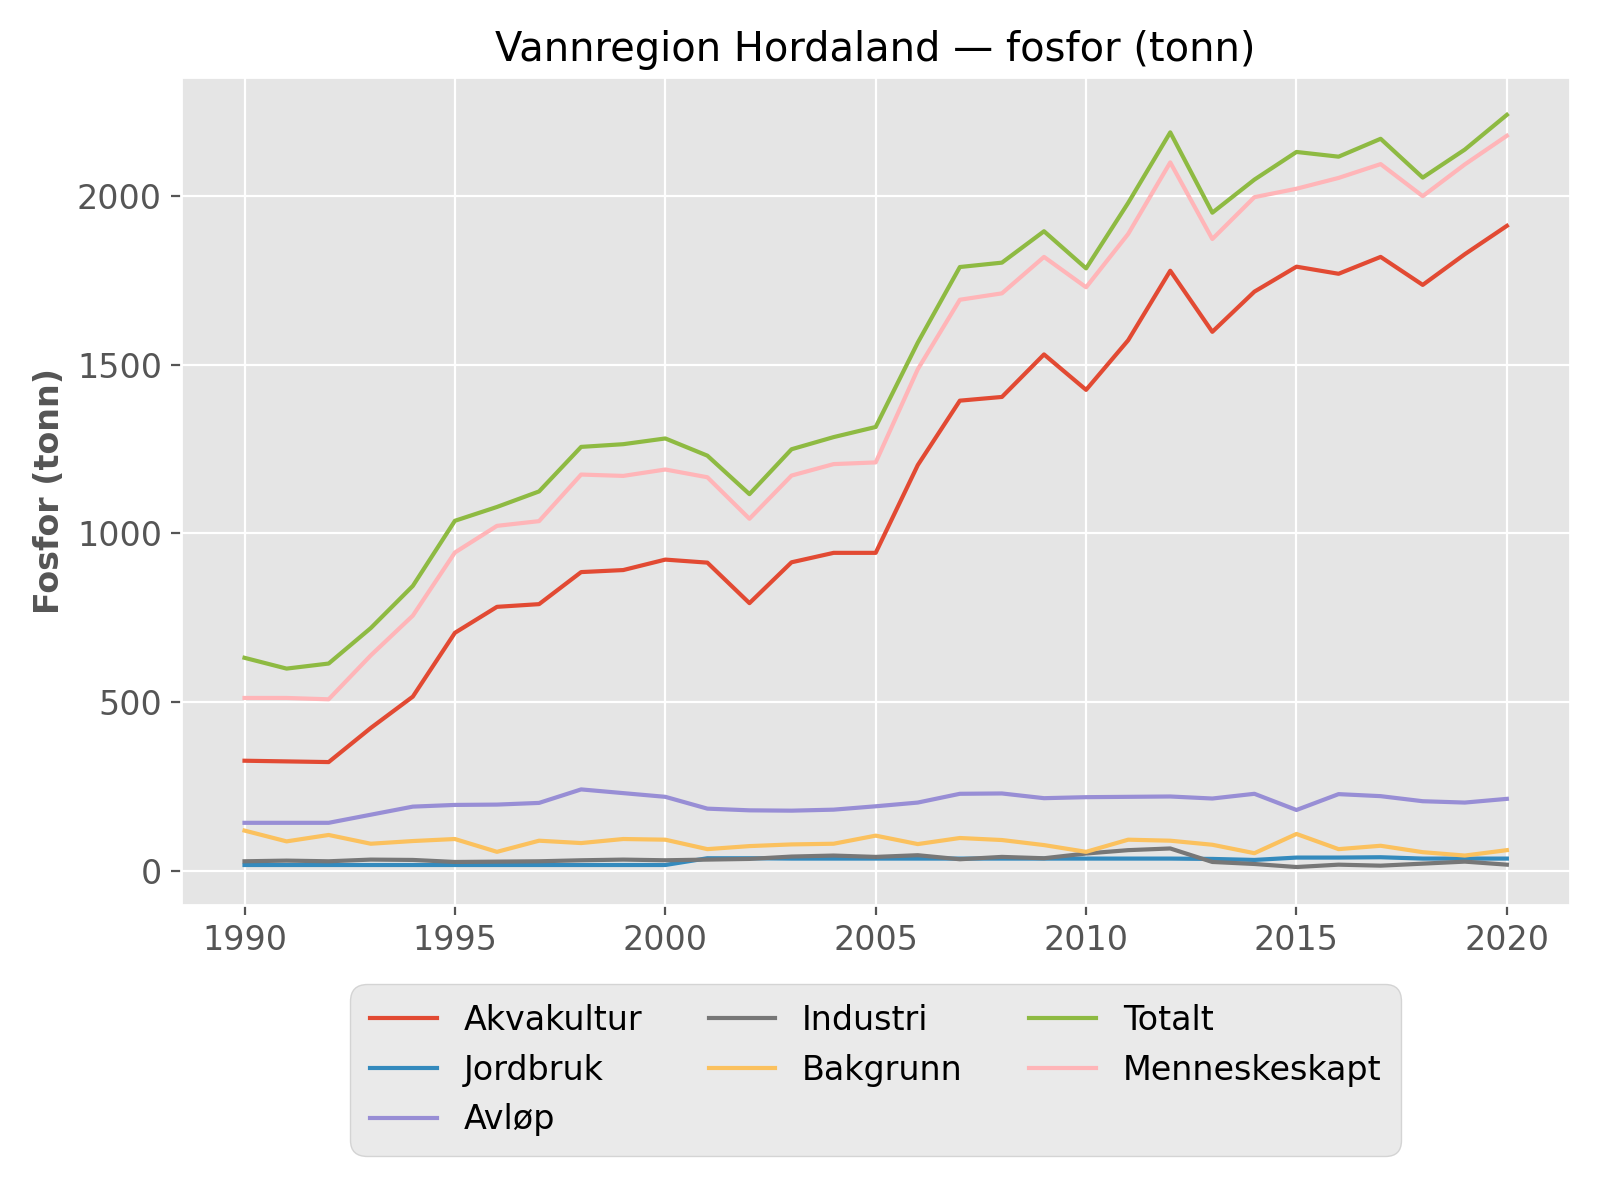 Vannregion Hordaland — fosfor (tonn)
Fosfor (tonn)
2000
1500
1000
500
0
1990 1995 2000 2005 2010 2015 2020
Akvakultur Industri Totalt
Jordbruk Bakgrunn Menneskeskapt
Avløp